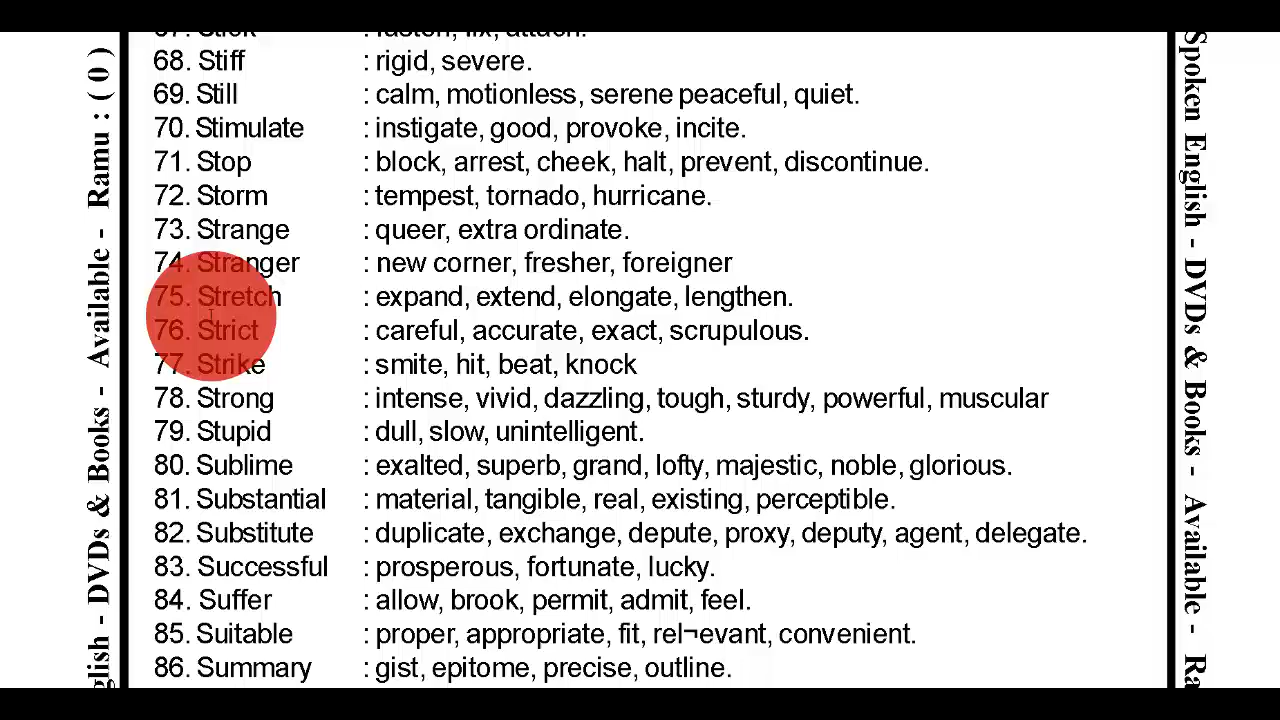 67. Stick : fasten, fix, attach.
68. Stiff : rigid, severe.
69. Still : calm, motionless, serene peaceful, quiet.
70. Stimulate : instigate, good, provoke, incite.
71. Stop : block, arrest, cheek, halt, prevent, discontinue.
72. Storm : tempest, tornado, hurricane.
73. Strange : queer, extra ordinate.
74. Stranger : new corner, fresher, foreigner
75. Stretch : expand, extend, elongate, lengthen.
76. Strict : careful, accurate, exact, scrupulous.
77. Strike : smite, hit, beat, knock
78. Strong : intense, vivid, dazzling, tough, sturdy, powerful, muscular
79. Stupid : dull, slow, unintelligent.
80. Sublime : exalted, superb, grand, lofty, majestic, noble, glorious.
81. Substantial : material, tangible, real, existing, perceptible.
82. Substitute : duplicate, exchange, depute, proxy, deputy, agent, delegate.
83. Successful : prosperous, fortunate, lucky.
84. Suffer : allow, brook, permit, admit, feel.
85. Suitable : proper, appropriate, fit, rel¬evant, convenient.
86. Summary : gist, epitome, precise, outline.
glish - DVDs & Books - Available - Ramu : ( 0 )
Spoken English - DVDs & Books - Available - Ra